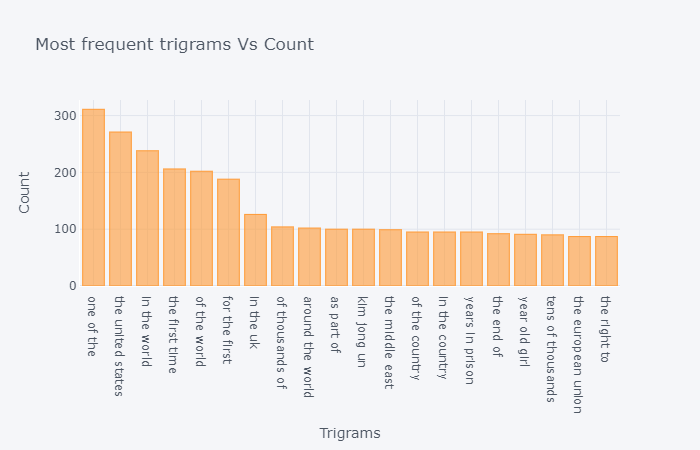 Most frequent trigrams Vs Count
Count
300
200
100
0
one of the
the united states
in the world
the first time
of the world
for the first
in the uk
of thousands of
around the world
as part of
kim jong un
the middle east
of the country
in the country
years in prison
the end of
year old girl
tens of thousands
the european union
the right to
Trigrams